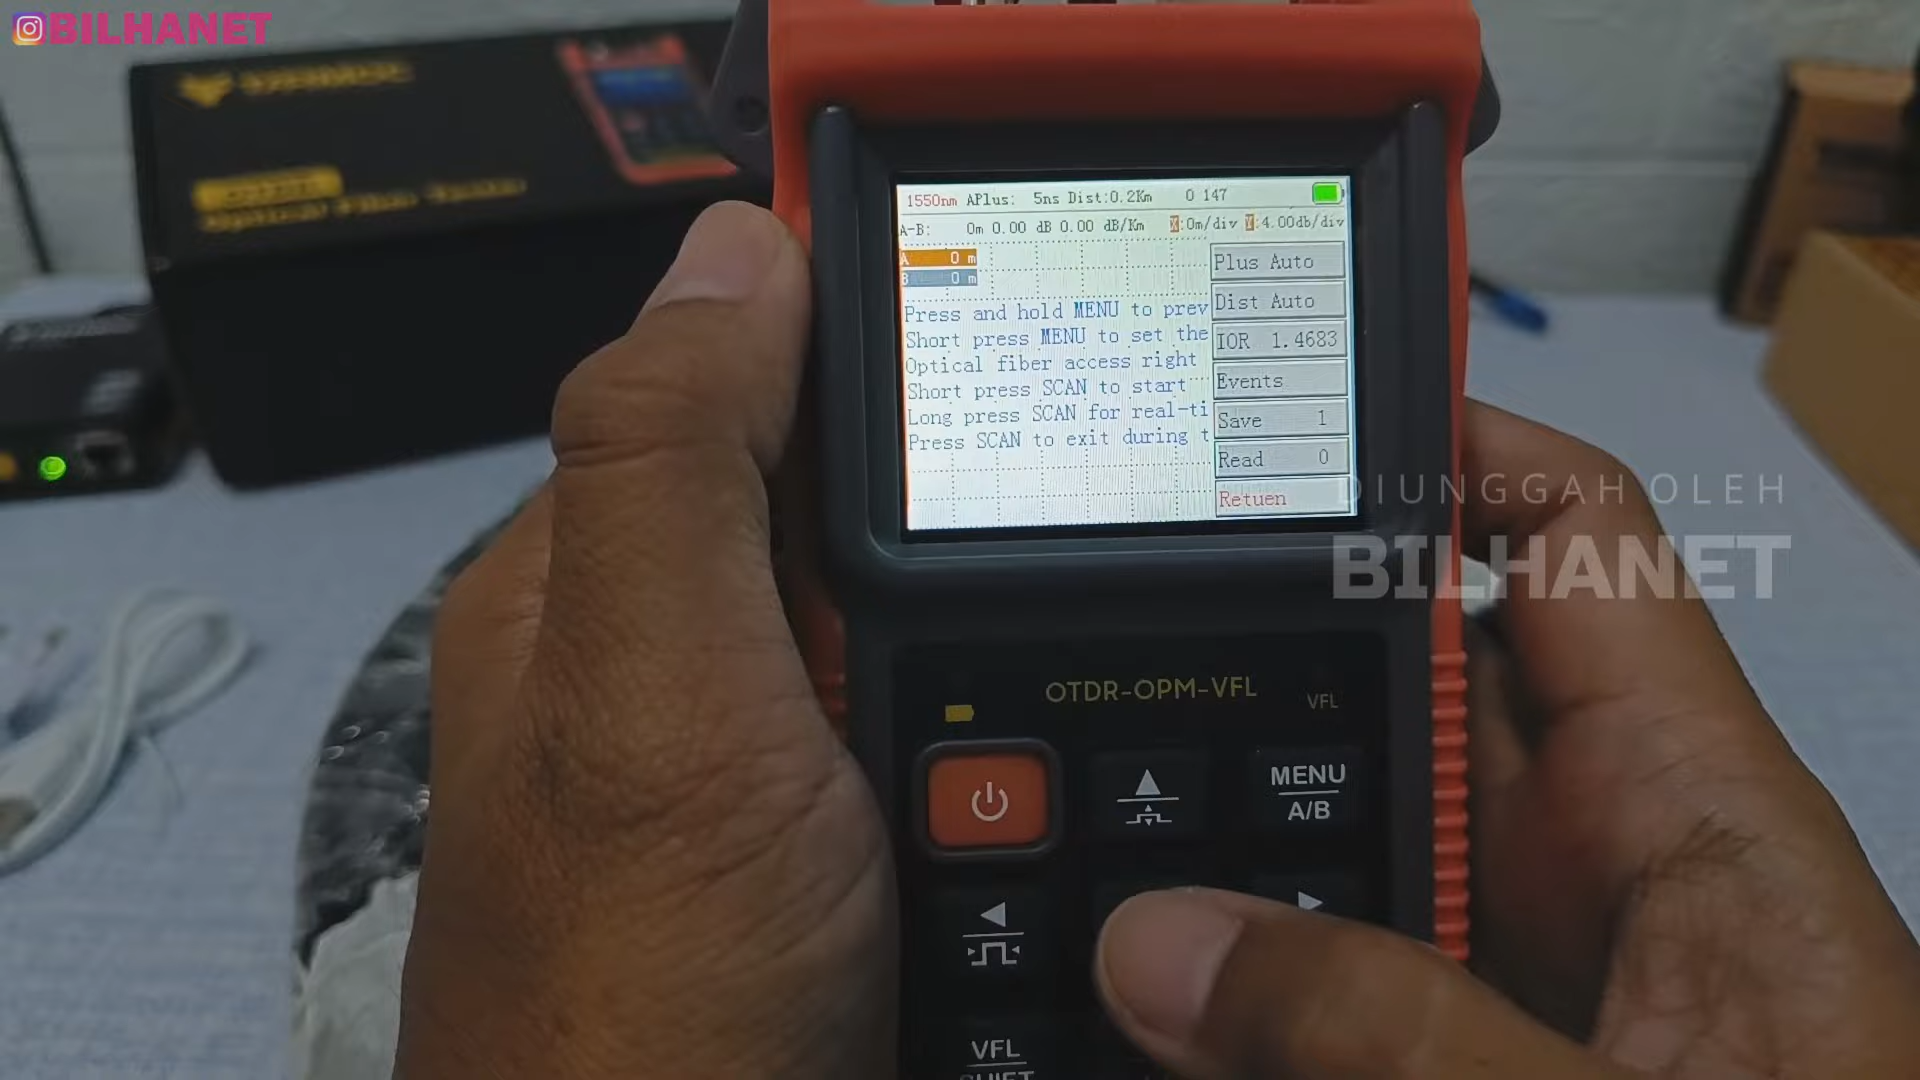 BILHANET
Optical Fiber Tester
1550nm APlus: 5ns Dist:0.2Km 0 147
A-B: 0m 0.00 dB 0.00 dB/Km X:0m/div Y:4.00db/div
A 0 m
B 0 m
Plus Auto
Dist Auto
IOR 1.4683
Events
Save 1
Read 0
Retuen
Press and hold MENU to prev
Short press MENU to set the
Optical fiber access right
Short press SCAN to start
Long press SCAN for real-ti
Press SCAN to exit during t
DIUNGGAH OLEH
BILHANET
OTDR-OPM-VFL
VFL
MENU
A/B
VFL
SHIFT